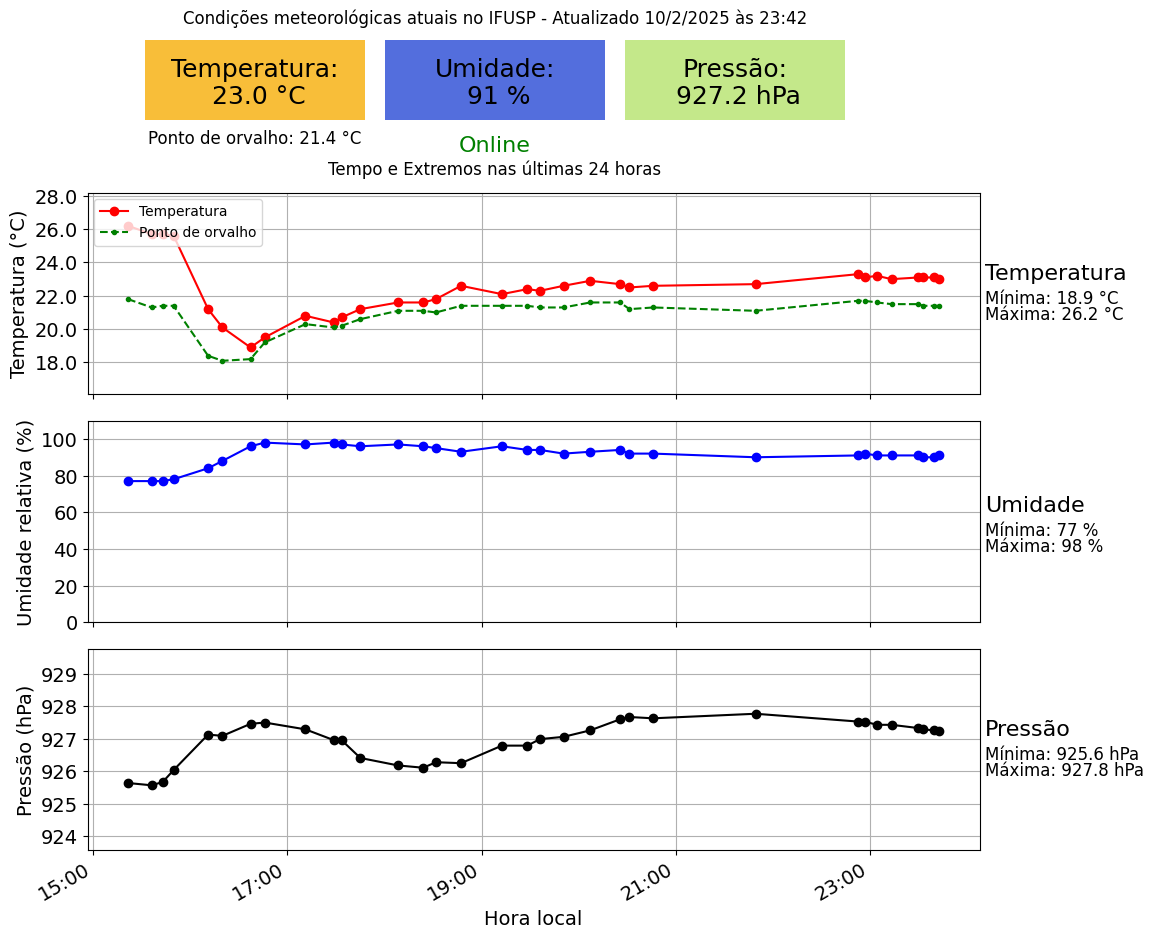 Condições meteorológicas atuais no IFUSP - Atualizado 10/2/2025 às 23:42
Temperatura:
23.0 °C
Umidade:
91 %
Pressão:
927.2 hPa
Ponto de orvalho: 21.4 °C
Online
Tempo e Extremos nas últimas 24 horas
Temperatura (°C)
28.0
26.0
24.0
22.0
20.0
18.0
Temperatura
Ponto de orvalho
Temperatura
Mínima: 18.9 °C
Máxima: 26.2 °C
Umidade relativa (%)
100
80
60
40
20
0
Umidade
Mínima: 77 %
Máxima: 98 %
Pressão (hPa)
929
928
927
926
925
924
Pressão
Mínima: 925.6 hPa
Máxima: 927.8 hPa
15:00
17:00
19:00
21:00
23:00
Hora local